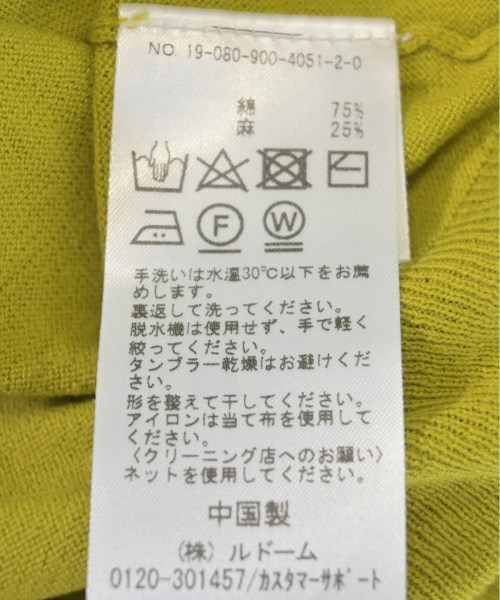 NO. 19-080-900-4051-2-0
綿 75%
麻 25%
F
W
手洗いは水温30℃以下をお薦
めします。
裏返して洗ってください。
脱水機は使用せず、手で軽く
絞ってください。
タンブラー乾燥はお避けくだ
さい。
形を整えて干してください。
アイロンは当て布を使用して
ください。
〈クリーニング店へのお願い〉
ネットを使用してください。
中国製
(株) ルドーム
0120-301457/カスタマーサポート